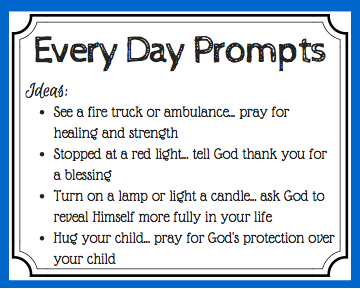 Every Day Prompts
Ideas:
• See a fire truck or ambulance... pray for
healing and strength
• Stopped at a red light... tell God thank you for
a blessing
• Turn on a lamp or light a candle... ask God to
reveal Himself more fully in your life
• Hug your child... pray for God's protection over
your child